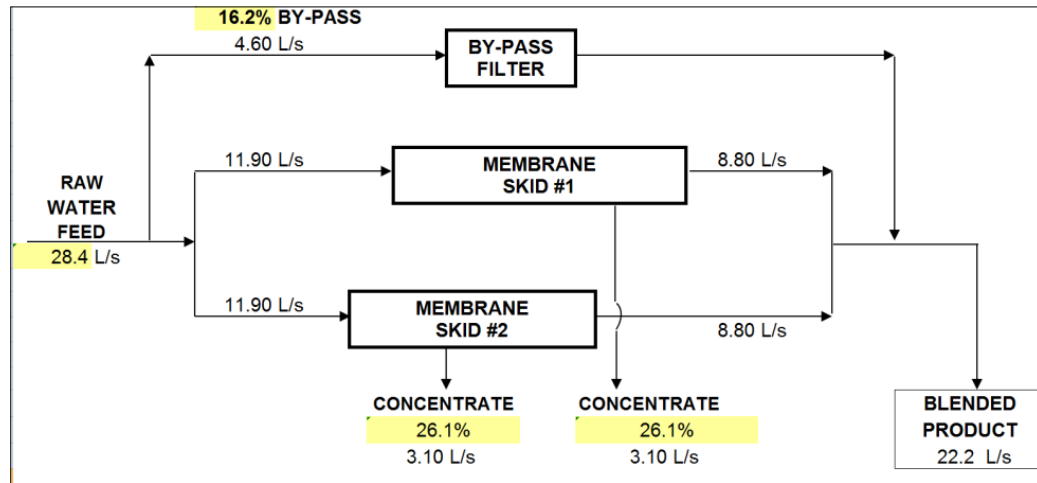 16.2% BY-PASS
4.60 L/s
BY-PASS
FILTER
11.90 L/s
MEMBRANE
SKID #1
8.80 L/s
RAW
WATER
FEED
28.4 L/s
11.90 L/s
MEMBRANE
SKID #2
8.80 L/s
CONCENTRATE
26.1%
3.10 L/s
CONCENTRATE
26.1%
3.10 L/s
BLENDED
PRODUCT
22.2 L/s